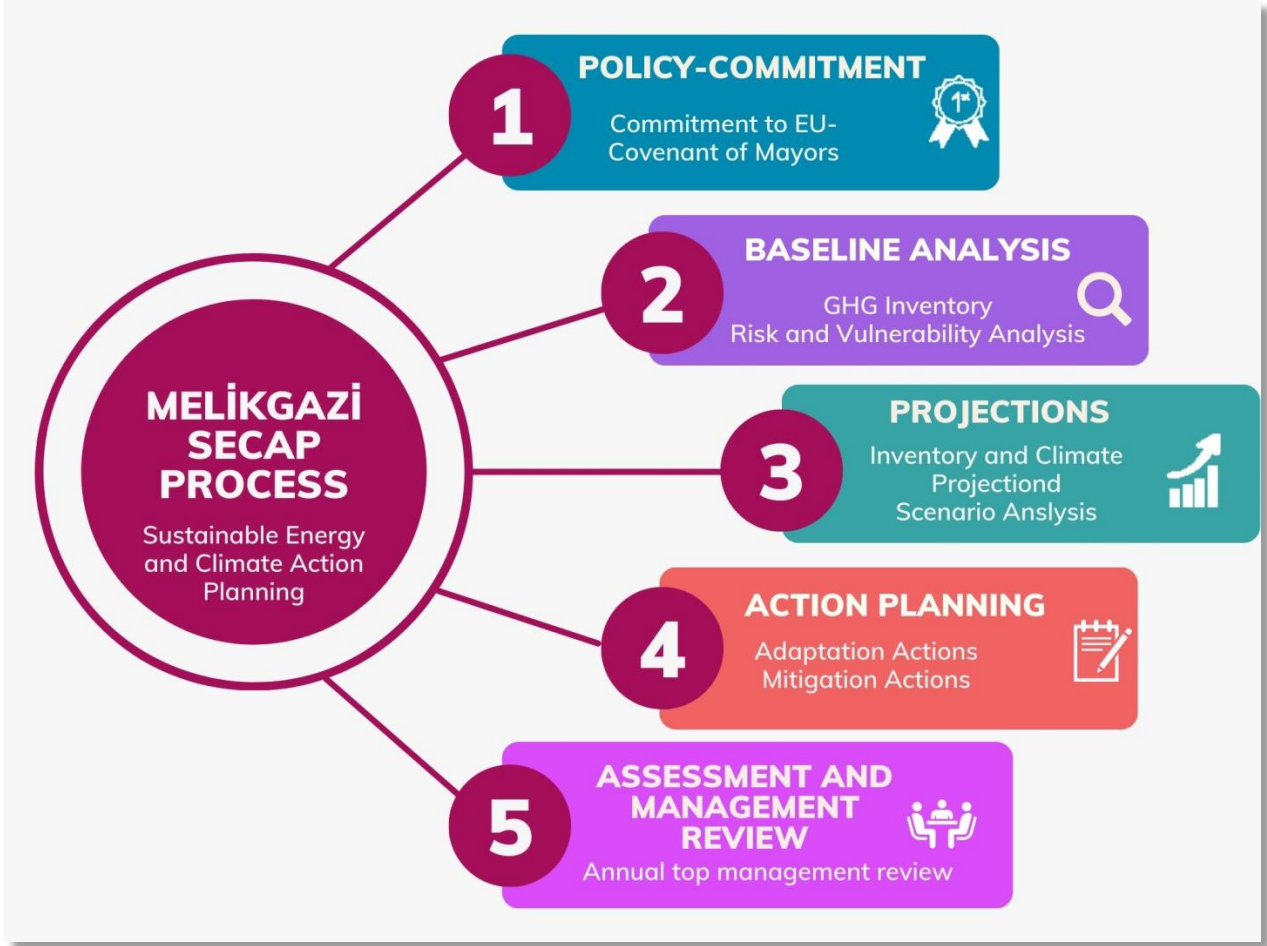 1
POLICY-COMMITMENT
Commitment to EU-
Covenant of Mayors
1st
2
BASELINE ANALYSIS
GHG Inventory
Risk and Vulnerability Analysis
MELİKGAZİ
SECAP
PROCESS
Sustainable Energy
and Climate Action
Planning
3
PROJECTIONS
Inventory and Climate
Projectiond
Scenario Anslysis
4
ACTION PLANNING
Adaptation Actions
Mitigation Actions
5
ASSESSMENT AND
MANAGEMENT
REVIEW
Annual top management review